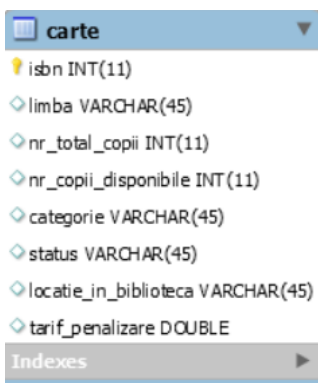 carte
isbn INT(11)
limba VARCHAR(45)
nr_total_copii INT(11)
nr_copii_disponibile INT(11)
categorie VARCHAR(45)
status VARCHAR(45)
locatie_in_biblioteca VARCHAR(45)
tarif_penalizare DOUBLE
Indexes